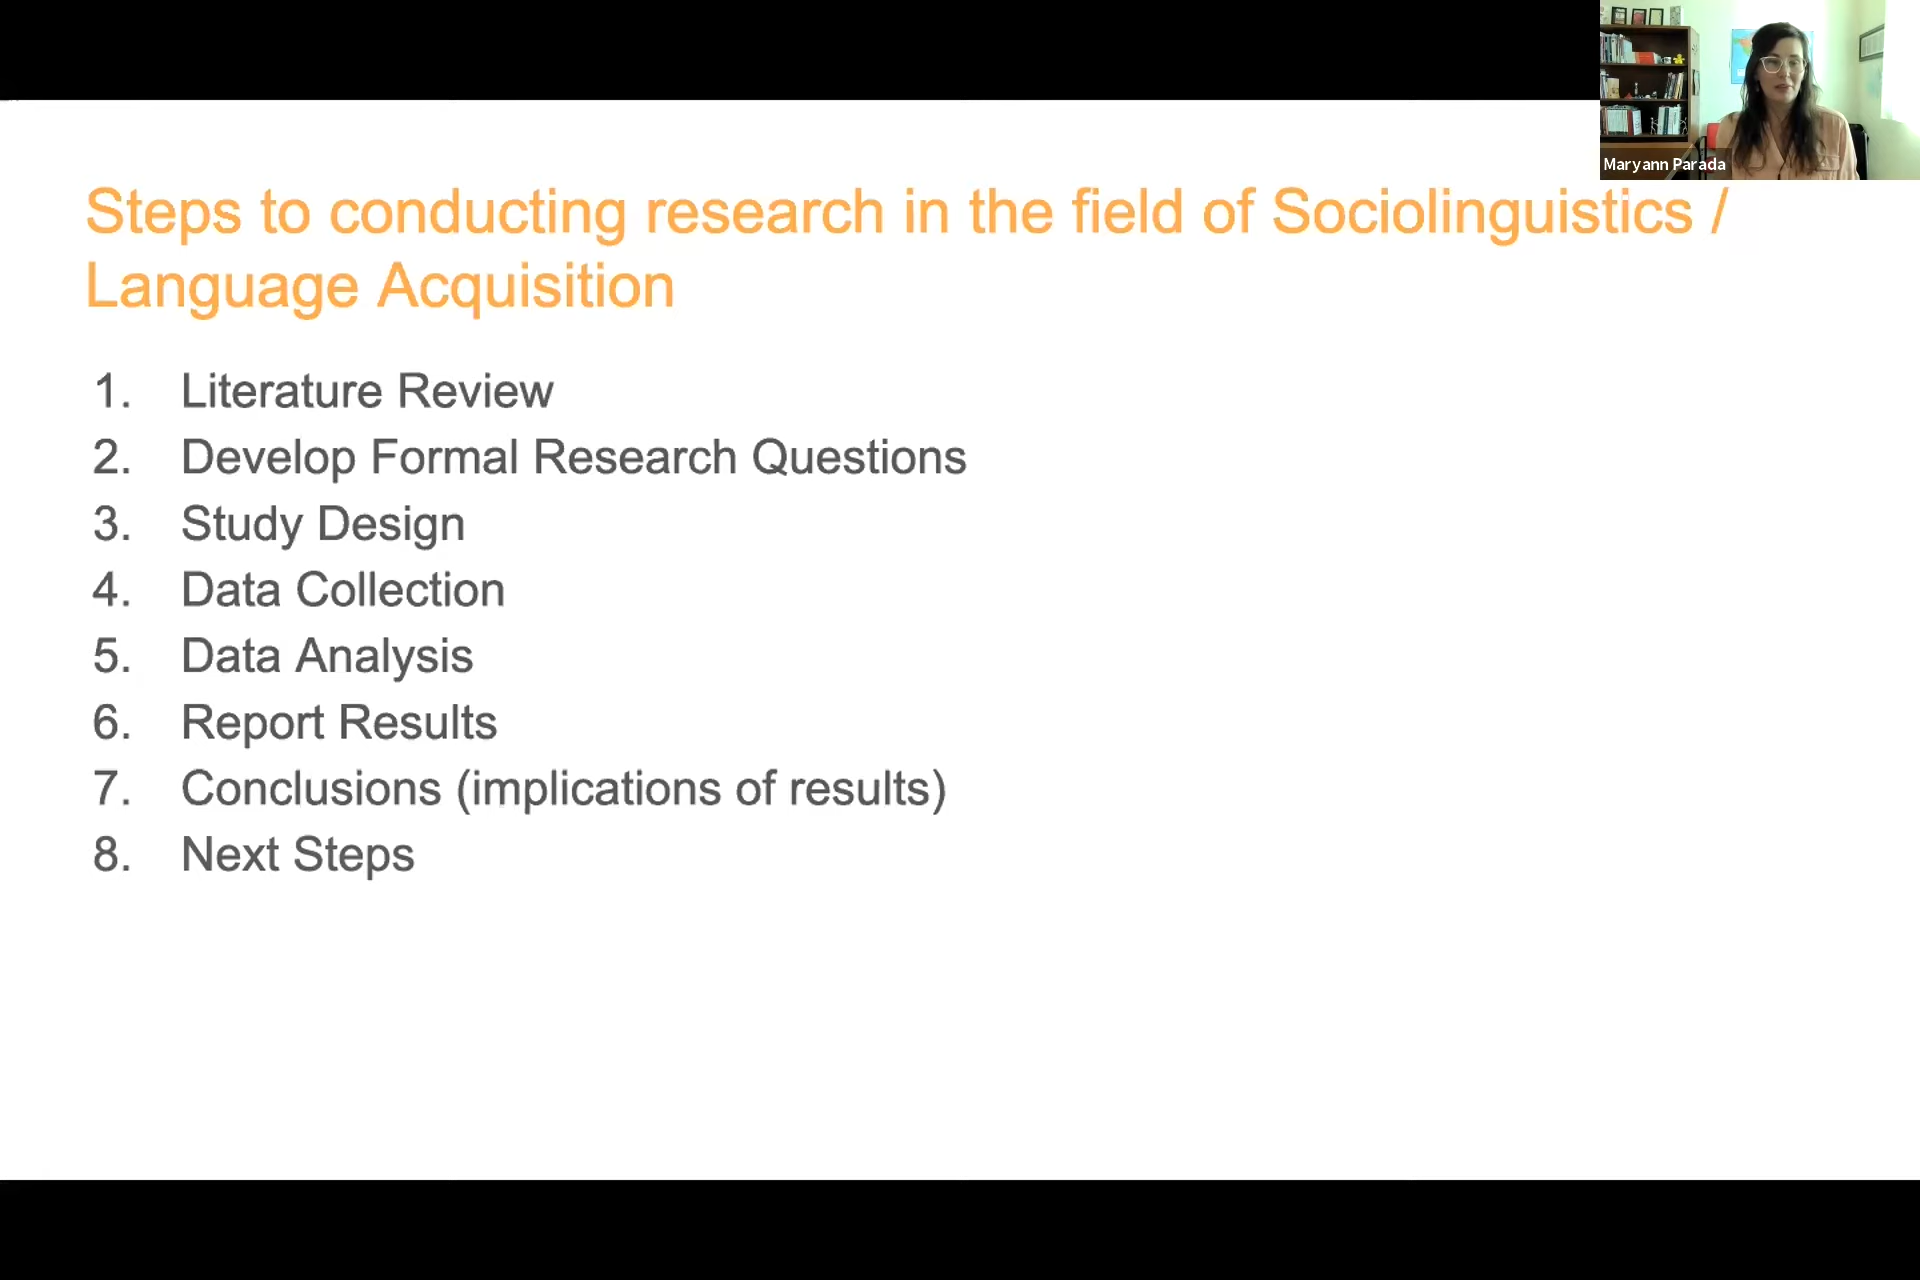 Maryann Parada
Steps to conducting research in the field of Sociolinguistics /
Language Acquisition
1. Literature Review
2. Develop Formal Research Questions
3. Study Design
4. Data Collection
5. Data Analysis
6. Report Results
7. Conclusions (implications of results)
8. Next Steps